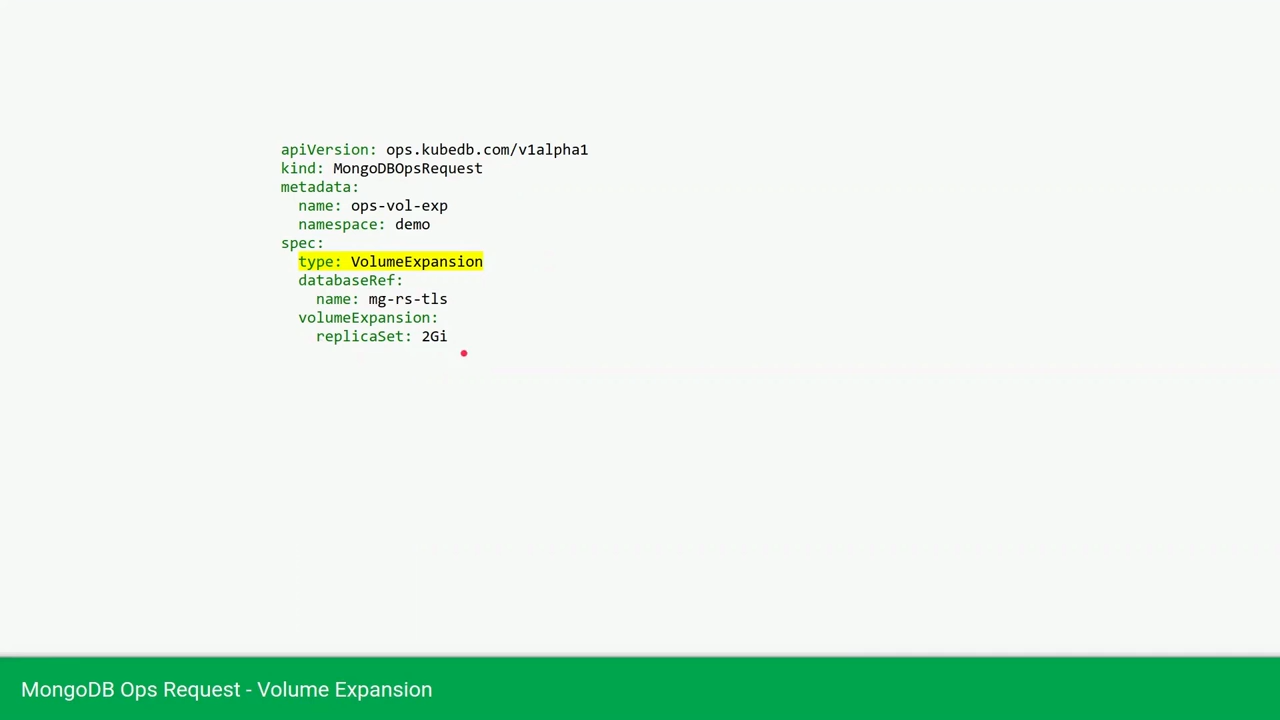 apiVersion: ops.kubedb.com/v1alpha1
kind: MongoDBOpsRequest
metadata:
  name: ops-vol-exp
  namespace: demo
spec:
  type: VolumeExpansion
  databaseRef:
    name: mg-rs-tls
  volumeExpansion:
    replicaSet: 2Gi
MongoDB Ops Request - Volume Expansion